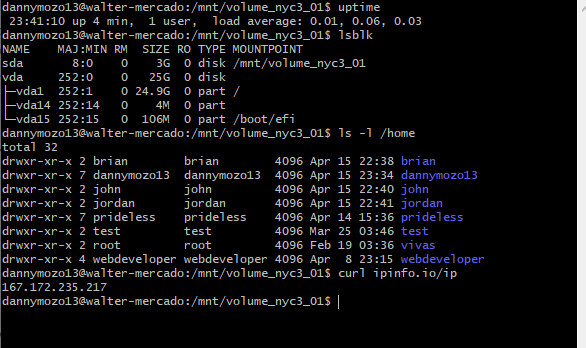 dannymozo13@walter-mercado:/mnt/volume_nyc3_01$ uptime
 23:41:10 up 4 min,  1 user,  load average: 0.01, 0.06, 0.03
dannymozo13@walter-mercado:/mnt/volume_nyc3_01$ lsblk
NAME    MAJ:MIN RM  SIZE RO TYPE MOUNTPOINT
sda       8:0    0    3G  0 disk /mnt/volume_nyc3_01
vda     252:0    0   25G  0 disk
├─vda1  252:1    0 24.9G  0 part /
├─vda14 252:14   0    4M  0 part
└─vda15 252:15   0  106M  0 part /boot/efi
dannymozo13@walter-mercado:/mnt/volume_nyc3_01$ ls -l /home
total 32
drwxr-xr-x 2 brian        brian        4096 Apr 15 22:38 brian
drwxr-xr-x 7 dannymozo13  dannymozo13  4096 Apr 15 23:34 dannymozo13
drwxr-xr-x 2 john         john         4096 Apr 15 22:40 john
drwxr-xr-x 2 jordan       jordan       4096 Apr 15 22:41 jordan
drwxr-xr-x 7 prideless    prideless    4096 Apr 14 15:36 prideless
drwxr-xr-x 2 test         test         4096 Mar 25 03:46 test
drwxr-xr-x 2 root         root         4096 Feb 19 03:36 vivas
drwxr-xr-x 4 webdeveloper webdeveloper 4096 Apr  8 23:15 webdeveloper
dannymozo13@walter-mercado:/mnt/volume_nyc3_01$ curl ipinfo.io/ip
167.172.235.217
dannymozo13@walter-mercado:/mnt/volume_nyc3_01$